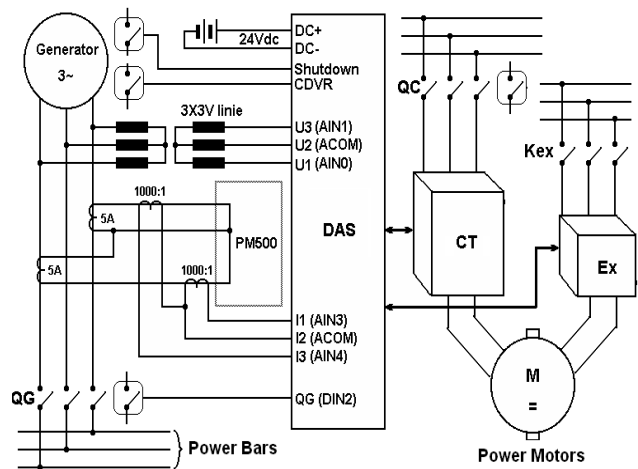 Generator
3~
24Vdc
DC+
DC-
Shutdown
CDVR
3X3V linie
U3 (AIN1)
U2 (ACOM)
U1 (AIN0)
1000:1
5A
PM500
DAS
5A
1000:1
I1 (AIN3)
I2 (ACOM)
I3 (AIN4)
QG
QG (DIN2)
Power Bars
QC
Kex
CT
Ex
M
=
Power Motors